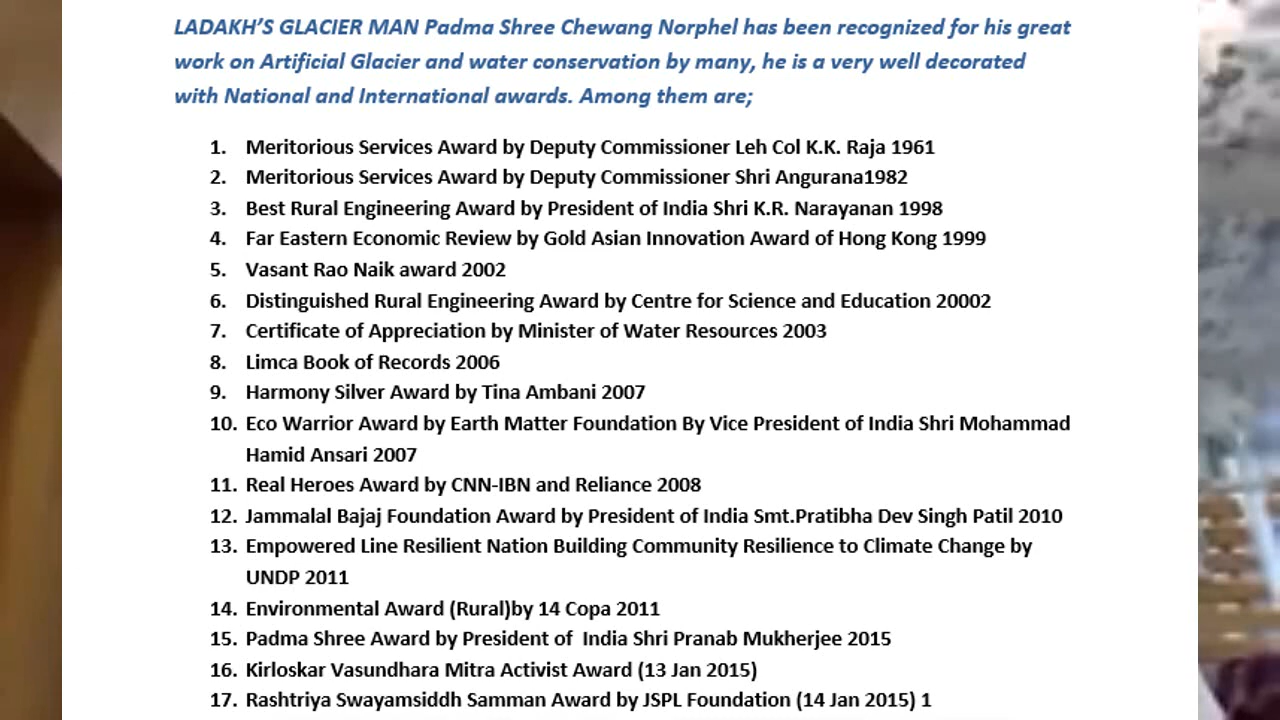 LADAKH'S GLACIER MAN Padma Shree Chewang Norphel has been recognized for his great
work on Artificial Glacier and water conservation by many, he is a very well decorated
with National and International awards. Among them are;
1. Meritorious Services Award by Deputy Commissioner Leh Col K.K. Raja 1961
2. Meritorious Services Award by Deputy Commissioner Shri Angurana1982
3. Best Rural Engineering Award by President of India Shri K.R. Narayanan 1998
4. Far Eastern Economic Review by Gold Asian Innovation Award of Hong Kong 1999
5. Vasant Rao Naik award 2002
6. Distinguished Rural Engineering Award by Centre for Science and Education 20002
7. Certificate of Appreciation by Minister of Water Resources 2003
8. Limca Book of Records 2006
9. Harmony Silver Award by Tina Ambani 2007
10. Eco Warrior Award by Earth Matter Foundation By Vice President of India Shri Mohammad
Hamid Ansari 2007
11. Real Heroes Award by CNN-IBN and Reliance 2008
12. Jammalal Bajaj Foundation Award by President of India Smt.Pratibha Dev Singh Patil 2010
13. Empowered Line Resilient Nation Building Community Resilience to Climate Change by
UNDP 2011
14. Environmental Award (Rural)by 14 Copa 2011
15. Padma Shree Award by President of  India Shri Pranab Mukherjee 2015
16. Kirloskar Vasundhara Mitra Activist Award (13 Jan 2015)
17. Rashtriya Swayamsiddh Samman Award by JSPL Foundation (14 Jan 2015) 1